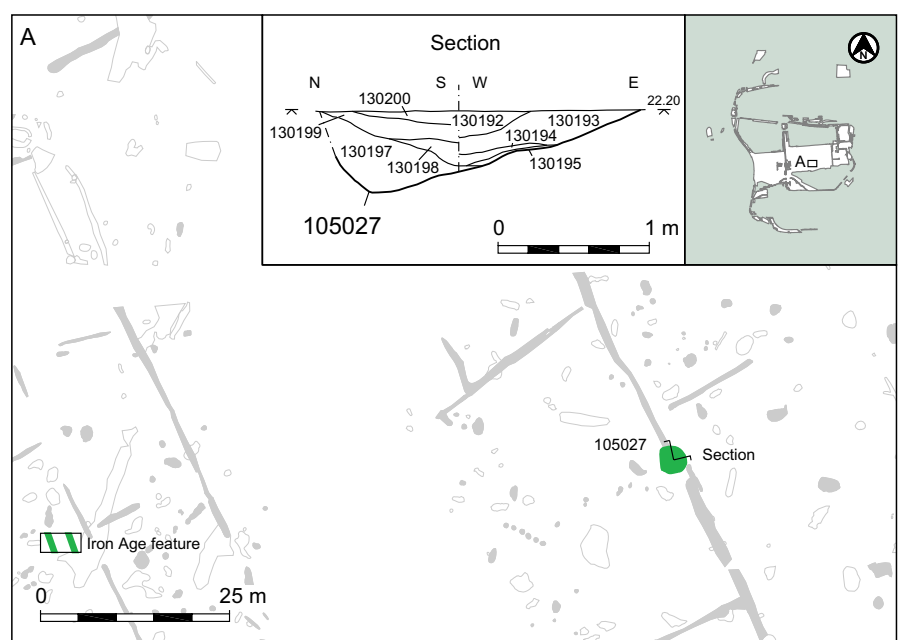 A
Section
N S W E
130200
22.20
130192 130193
130199
130194
130197
130198
130195
105027
0 1 m
N
A
105027
Section
Iron Age feature
0 25 m